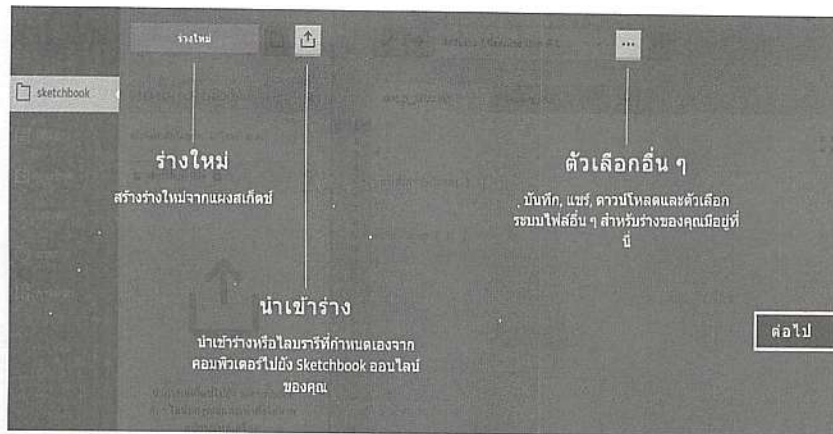 ร่างใหม่
sketchbook
ร่างใหม่
สร้างร่างใหม่จากแผงสเก็ตช์
ตัวเลือกอื่น ๆ
บันทึก, แชร์, ดาวน์โหลดและตัวเลือก
ระบบไฟล์อื่น ๆ สำหรับร่างของคุณมีอยู่ที่
นี่
นำเข้าร่าง
นำเข้าร่างหรือไลบรารีที่กำหนดเองจาก
คอมพิวเตอร์ไปยัง Sketchbook ออนไลน์
ของคุณ
ต่อไป